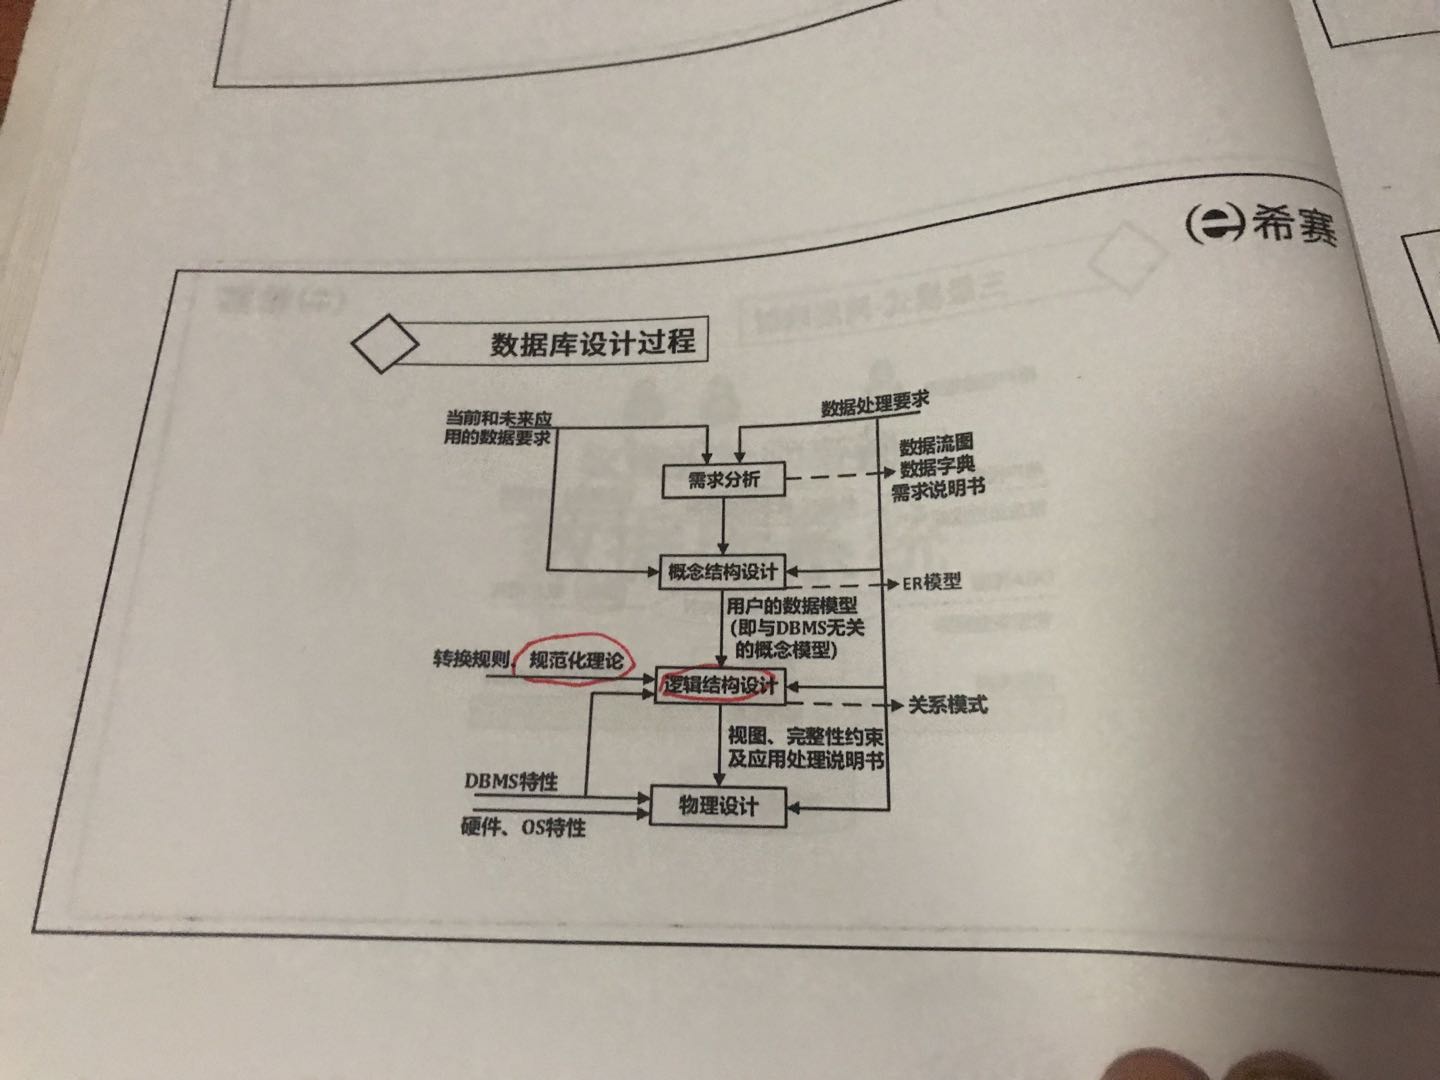 希赛
数据库设计过程
当前和未来应
用的数据要求
数据处理要求
需求分析
数据流图
数据字典
需求说明书
概念结构设计
ER模型
用户的数据模型
(即与DBMS无关
的概念模型)
转换规则、规范化理论
逻辑结构设计
关系模式
视图、完整性约束
及应用处理说明书
DBMS特性
物理设计
硬件、OS特性